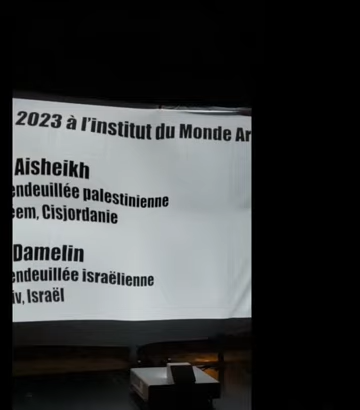 2023 à l'institut du Monde Ar
Aisheikh
endeuillée palestinienne
eem, Cisjordanie
Damelin
endeuillée israëlienne
iv, Israël